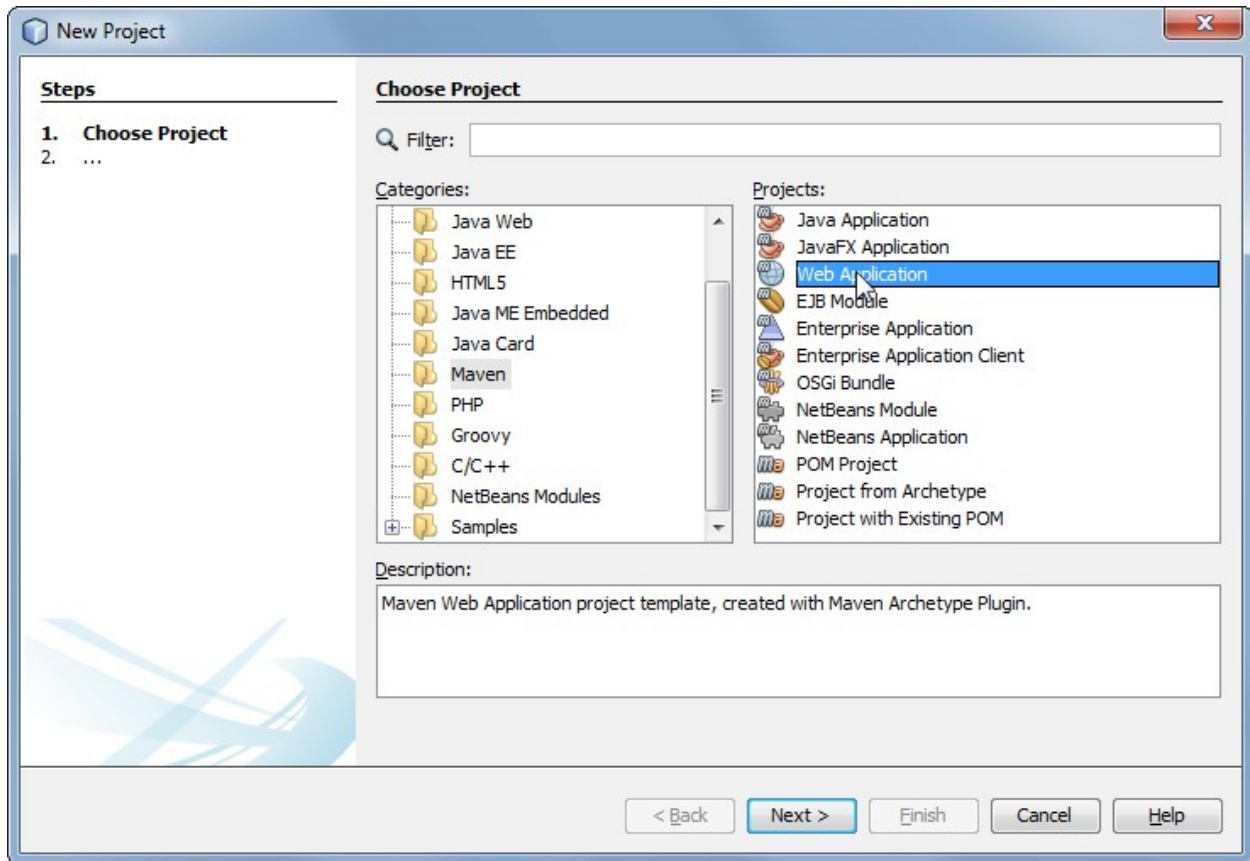 New Project
Steps
1. Choose Project
2. ...
Choose Project
Filter:
Categories:
Java Web
Java EE
HTML5
Java ME Embedded
Java Card
Maven
PHP
Groovy
C/C++
NetBeans Modules
Samples
Projects:
Java Application
JavaFX Application
Web Application
EJB Module
Enterprise Application
Enterprise Application Client
OSGi Bundle
NetBeans Module
NetBeans Application
POM Project
Project from Archetype
Project with Existing POM
Description:
Maven Web Application project template, created with Maven Archetype Plugin.
< Back Next > Finish Cancel Help